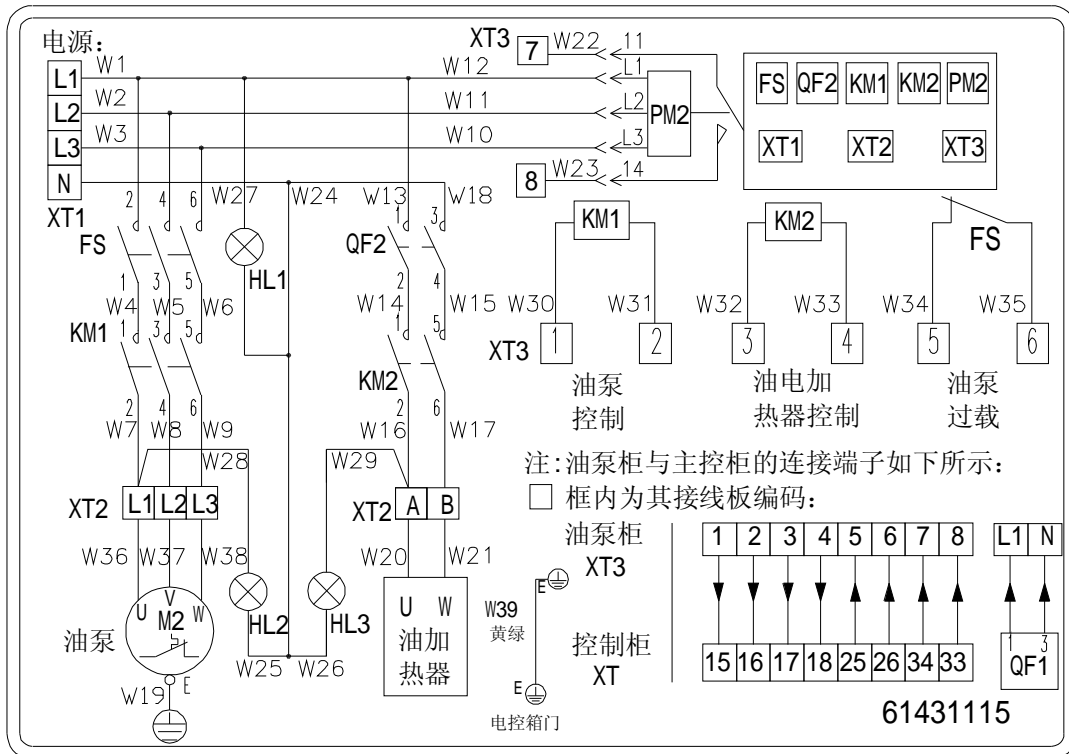 电源:
XT3 7 W22 11
L1 W1 W12 L1
L2 W2 W11 L2 PM2
L3 W3 W10 L3
N W27 W24 W13 W18 8 W23 14
XT1
FS QF2 KM1 KM2 PM2
XT1 XT2 XT3
2 4 6
FS
1 3 5
W4 W5 W6
HL1
1 3
QF2
2 4
W14 W15
KM1 1 3 5
2 4 6
W7 W8 W9
W28
1 5
KM2
2 6
W16 W17
W29
KM1 KM2 FS
W30 W31 W32 W33 W34 W35
XT3 1 2 3 4 5 6
油泵 油电加 油泵
控制 热器控制 过载
注:油泵柜与主控柜的连接端子如下所示:
框内为其接线板编码:
XT2 L1 L2 L3
XT2 A B
W36 W37 W38
W20 W21
U V W
M2
油泵
HL2 HL3
W25 W26
W19 E
U W
油加
热器
E
W39
黄绿
E
电控箱门
油泵柜
XT3
1 2 3 4 5 6 7 8 L1 N
控制柜
XT
15 16 17 18 25 26 34 33
1 3
QF1
61431115